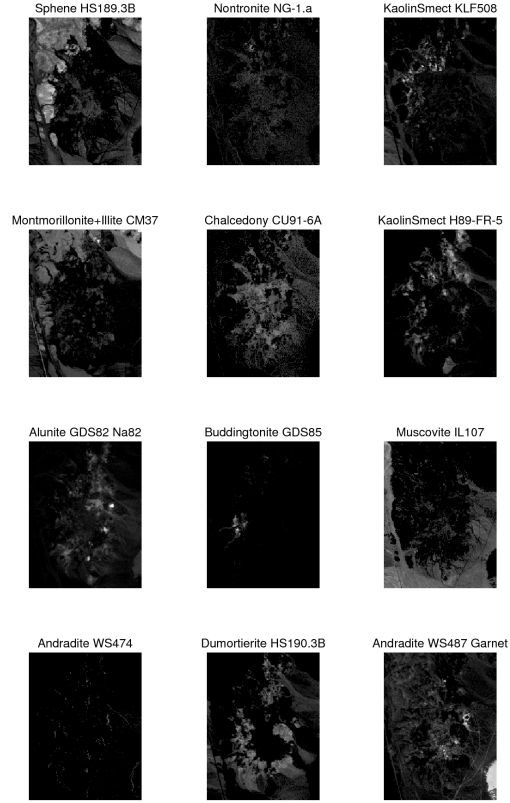 Sphene HS189.3B
Nontronite NG-1.a
KaolinSmect KLF508
Montmorillonite+Illite CM37
Chalcedony CU91-6A
KaolinSmect H89-FR-5
Alunite GDS82 Na82
Buddingtonite GDS85
Muscovite IL107
Andradite WS474
Dumortierite HS190.3B
Andradite WS487 Garnet